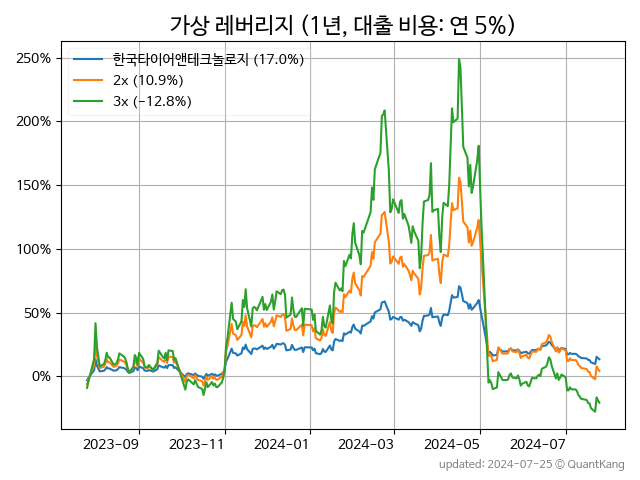 가상 레버리지 (1년, 대출 비용: 연 5%)
250%
200%
150%
100%
50%
0%
한국타이어앤테크놀로지 (17.0%)
2x (10.9%)
3x (−12.8%)
2023-09 2023-11 2024-01 2024-03 2024-05 2024-07
updated: 2024-07-25 © QuantKang